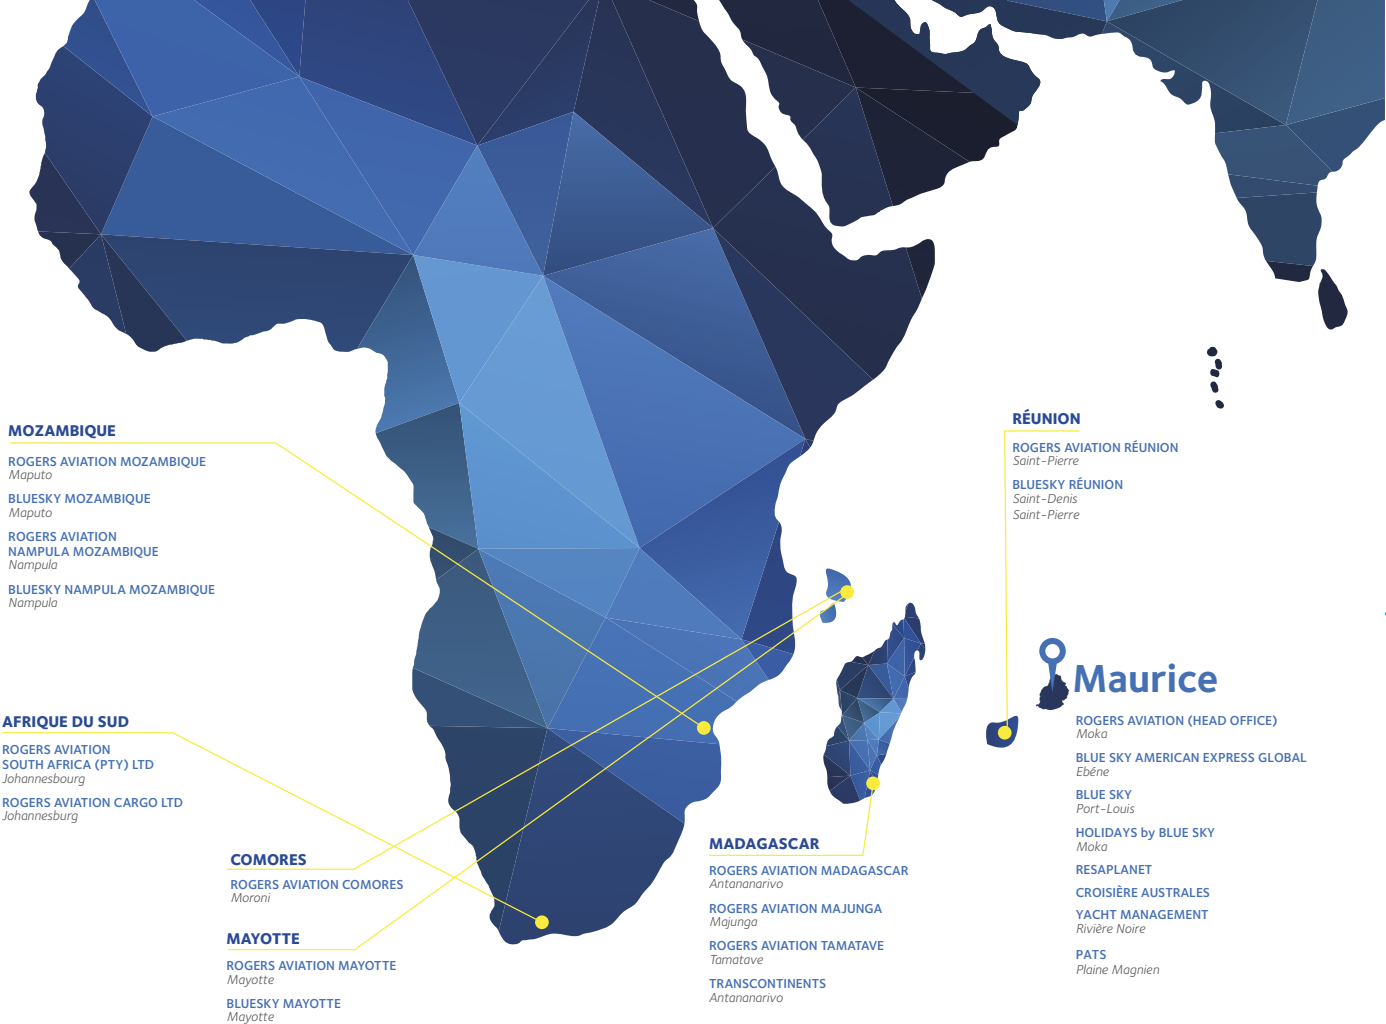 MOZAMBIQUE
ROGERS AVIATION MOZAMBIQUE
Maputo
BLUESKY MOZAMBIQUE
Maputo
ROGERS AVIATION
NAMPULA MOZAMBIQUE
Nampula
BLUESKY NAMPULA MOZAMBIQUE
Nampula
AFRIQUE DU SUD
ROGERS AVIATION
SOUTH AFRICA (PTY) LTD
Johannesbourg
ROGERS AVIATION CARGO LTD
Johannesburg
COMORES
ROGERS AVIATION COMORES
Moroni
MAYOTTE
ROGERS AVIATION MAYOTTE
Mayotte
BLUESKY MAYOTTE
Mayotte
MADAGASCAR
ROGERS AVIATION MADAGASCAR
Antananarivo
ROGERS AVIATION MAJUNGA
Majunga
ROGERS AVIATION TAMATAVE
Tamatave
TRANSCONTINENTS
Antananarivo
RÉUNION
ROGERS AVIATION RÉUNION
Saint-Pierre
BLUESKY RÉUNION
Saint-Denis
Saint-Pierre
Maurice
ROGERS AVIATION (HEAD OFFICE)
Moka
BLUE SKY AMERICAN EXPRESS GLOBAL
Ebéne
BLUE SKY
Port-Louis
HOLIDAYS by BLUE SKY
Moka
RESAPLANET
CROISIÈRE AUSTRALES
YACHT MANAGEMENT
Rivière Noire
PATS
Plaine Magnien